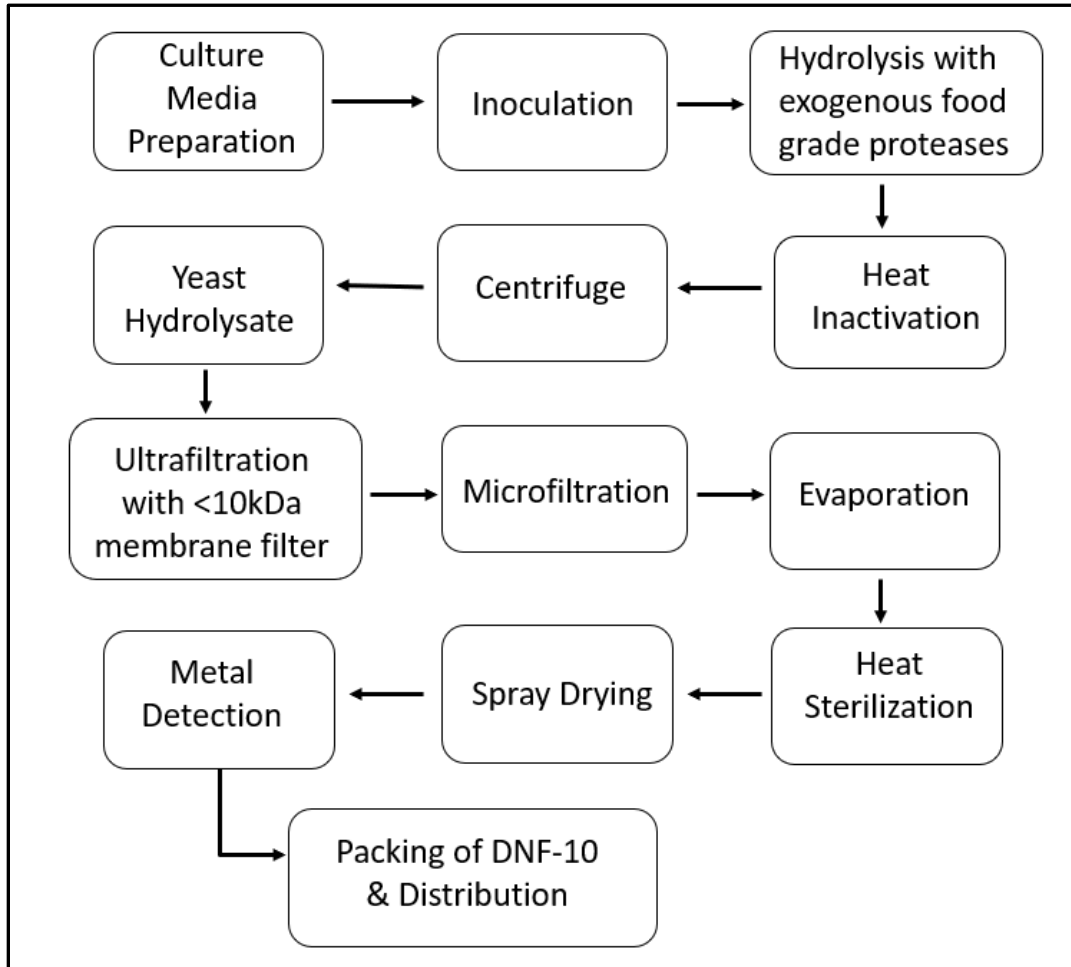 Culture
Media
Preparation
Inoculation
Hydrolysis with
exogenous food
grade proteases
Heat
Inactivation
Centrifuge
Yeast
Hydrolysate
Ultrafiltration
with <10kDa
membrane filter
Microfiltration
Evaporation
Heat
Sterilization
Spray Drying
Metal
Detection
Packing of DNF-10
& Distribution